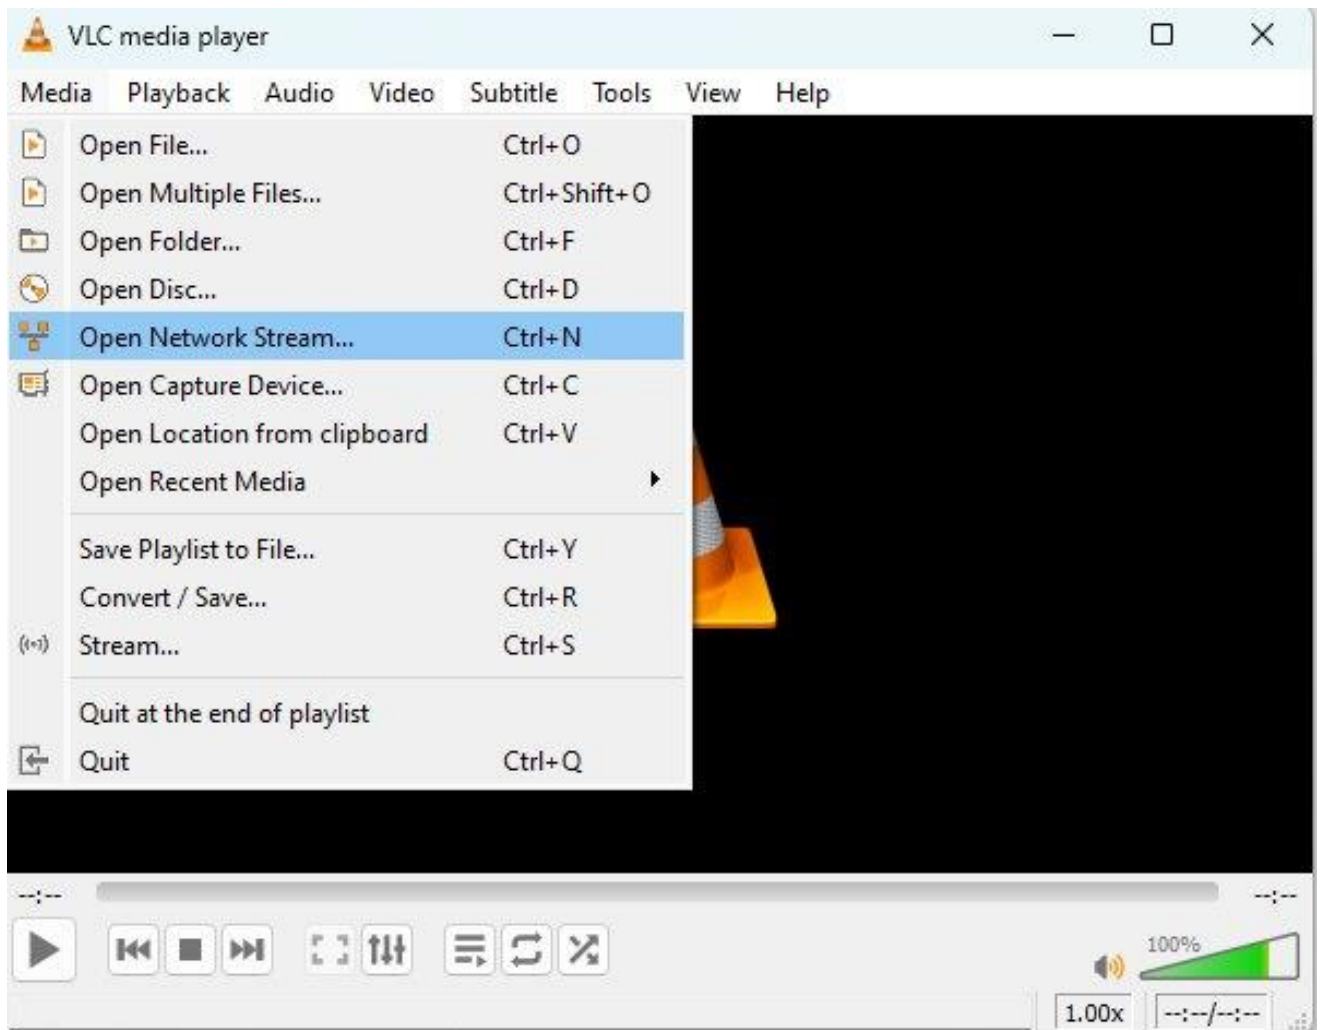 VLC media player
Media Playback Audio Video Subtitle Tools View Help
Open File... Ctrl+O
Open Multiple Files... Ctrl+Shift+O
Open Folder... Ctrl+F
Open Disc... Ctrl+D
Open Network Stream... Ctrl+N
Open Capture Device... Ctrl+C
Open Location from clipboard Ctrl+V
Open Recent Media
Save Playlist to File... Ctrl+Y
Convert / Save... Ctrl+R
Stream... Ctrl+S
Quit at the end of playlist
Quit Ctrl+Q
--:-- --:--
100%
1.00x --:--/--:--